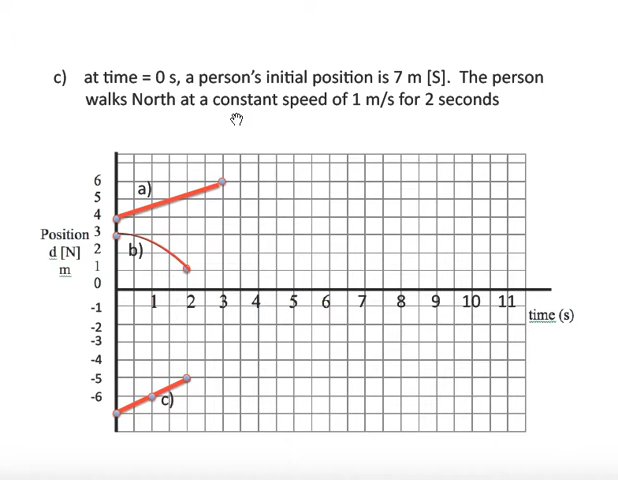 c) at time = 0 s, a person's initial position is 7 m [S]. The person
walks North at a constant speed of 1 m/s for 2 seconds
6
a)
5
4
Position 3
b)
d [N] 2
m 1
0
1 2 3 4 5 6 7 8 9 10 11
-1
time (s)
-2
-3
-4
-5
-6
c)